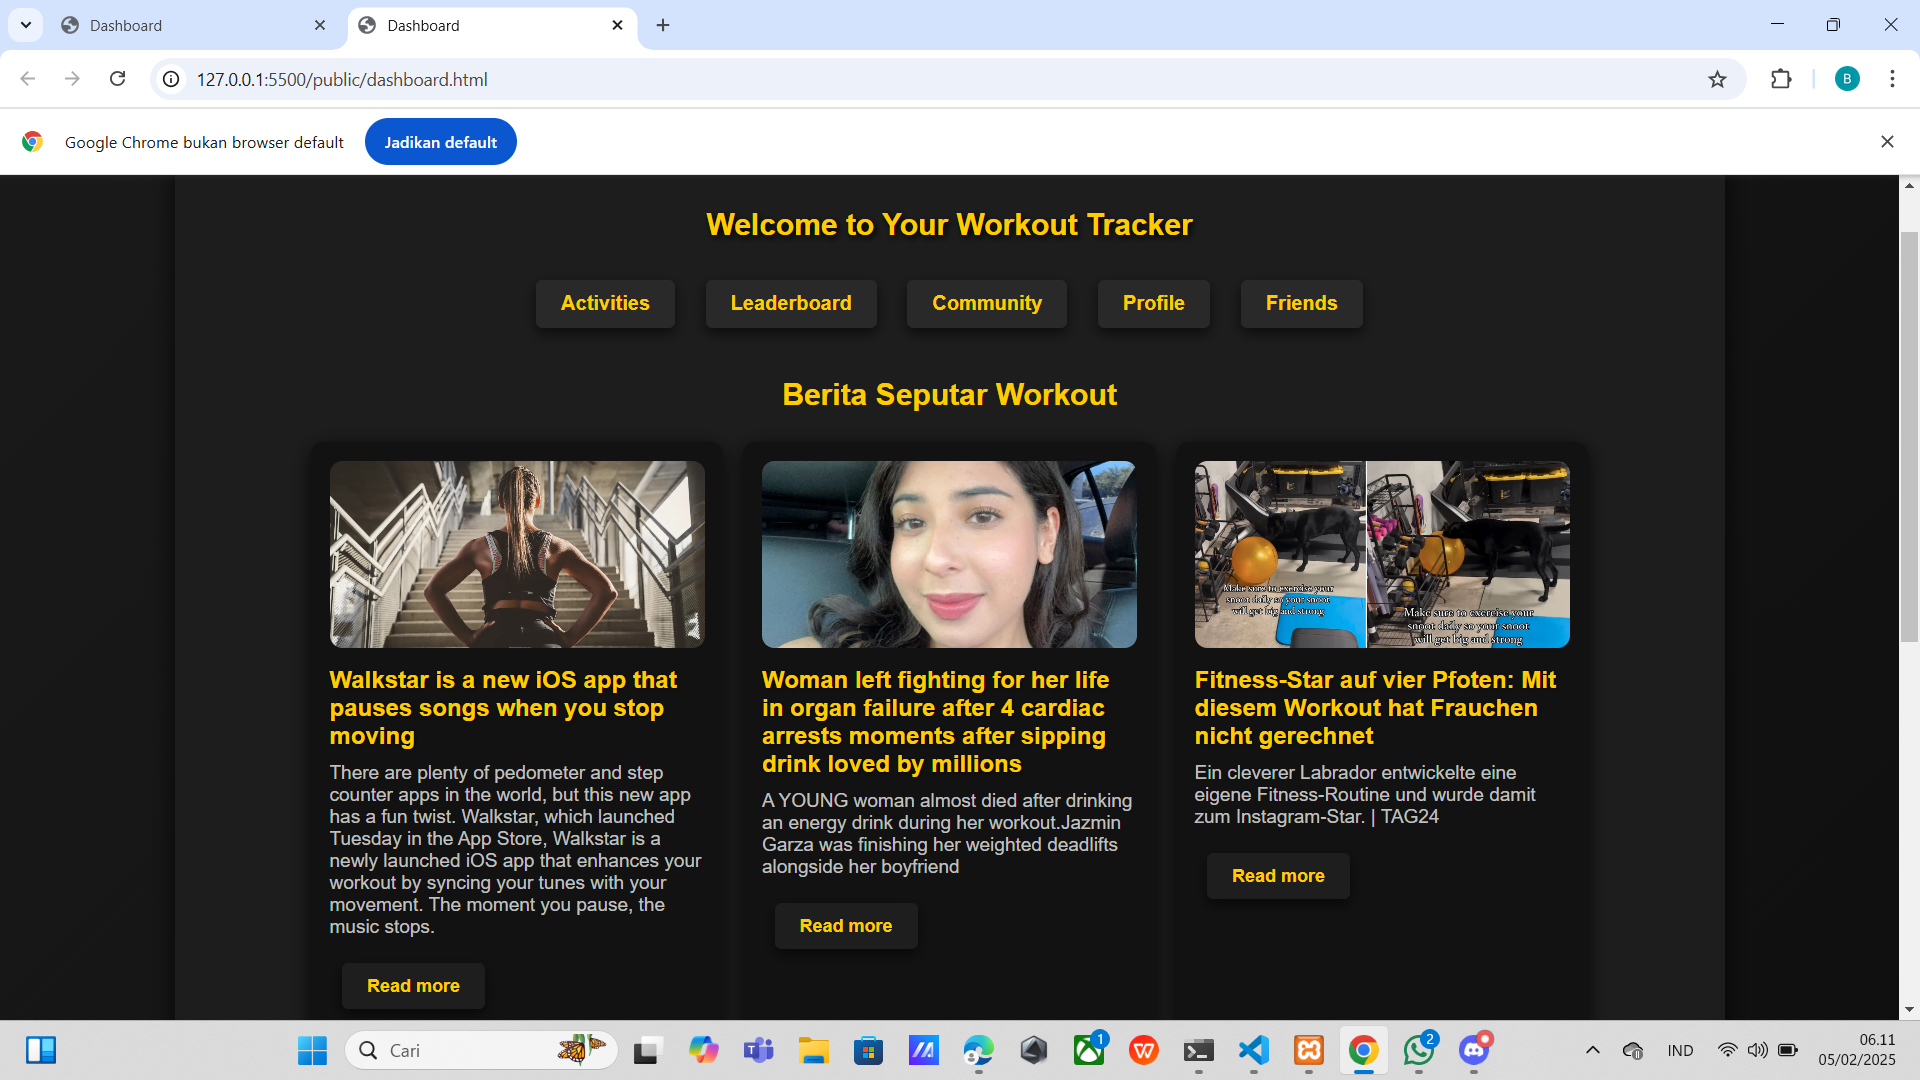 Dashboard
Dashboard
127.0.0.1:5500/public/dashboard.html
B
Google Chrome bukan browser default
Jadikan default
Welcome to Your Workout Tracker
Activities
Leaderboard
Community
Profile
Friends
Berita Seputar Workout
Make sure to exercise your
snoot daily so your snoot
will get big and strong
Make sure to exercise your
snoot daily so your snoot
will get big and strong
Walkstar is a new iOS app that
pauses songs when you stop
moving
There are plenty of pedometer and step
counter apps in the world, but this new app
has a fun twist. Walkstar, which launched
Tuesday in the App Store, Walkstar is a
newly launched iOS app that enhances your
workout by syncing your tunes with your
movement. The moment you pause, the
music stops.
Read more
Woman left fighting for her life
in organ failure after 4 cardiac
arrests moments after sipping
drink loved by millions
A YOUNG woman almost died after drinking
an energy drink during her workout.Jazmin
Garza was finishing her weighted deadlifts
alongside her boyfriend
Read more
Fitness-Star auf vier Pfoten: Mit
diesem Workout hat Frauchen
nicht gerechnet
Ein cleverer Labrador entwickelte eine
eigene Fitness-Routine und wurde damit
zum Instagram-Star. | TAG24
Read more
Cari
1
2
IND
06.11
05/02/2025